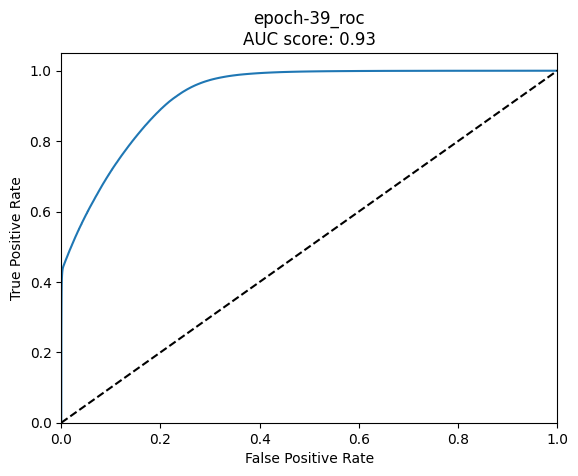 epoch-39_roc
AUC score: 0.93
1.0
0.8
0.6
0.4
0.2
0.0
True Positive Rate
0.0 0.2 0.4 0.6 0.8 1.0
False Positive Rate